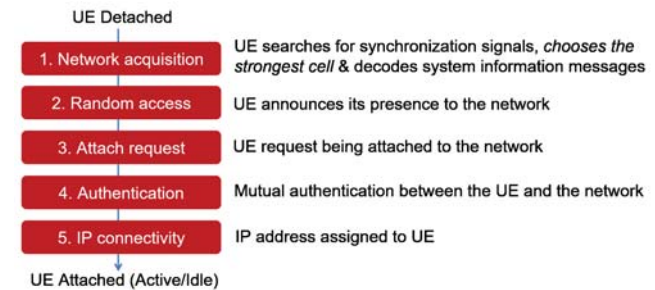 UE Detached
1. Network acquisition
UE searches for synchronization signals, chooses the
strongest cell & decodes system information messages
2. Random access
UE announces its presence to the network
3. Attach request
UE request being attached to the network
4. Authentication
Mutual authentication between the UE and the network
5. IP connectivity
IP address assigned to UE
UE Attached (Active/Idle)